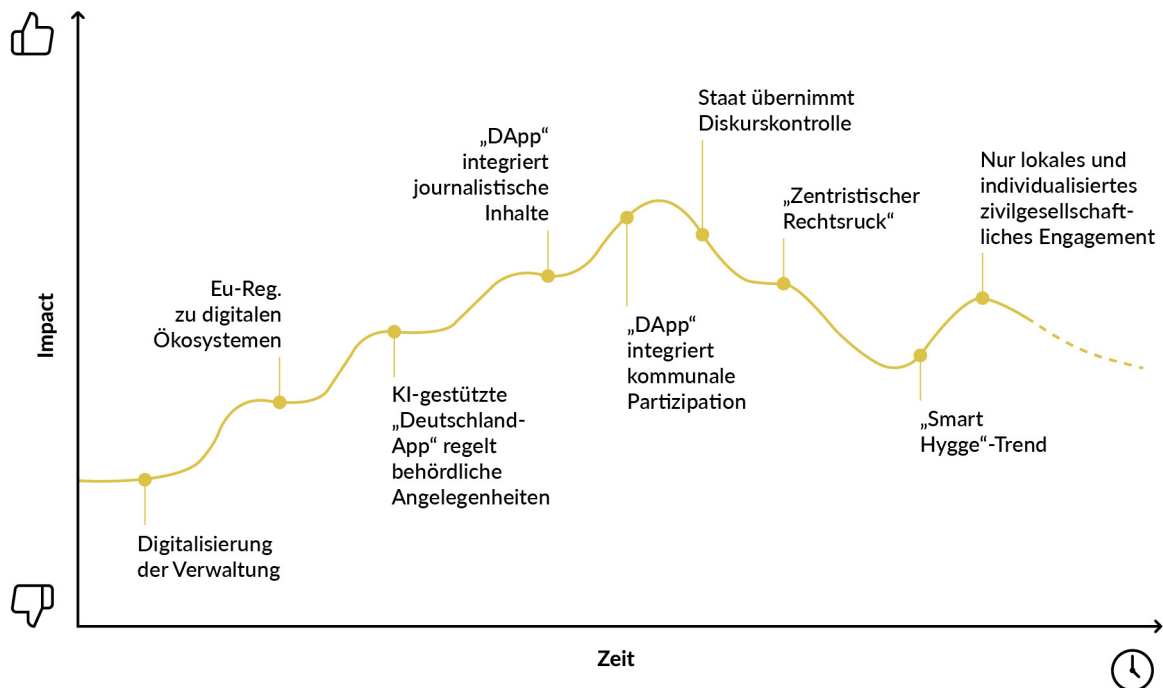 Impact
Digitalisierung
der Verwaltung
Eu-Reg.
zu digitalen
Ökosystemen
KI-gestützte
„Deutschland-
App“ regelt
behördliche
Angelegenheiten
„DApp“
integriert
journalistische
Inhalte
„DApp“
integriert
kommunale
Partizipation
Staat übernimmt
Diskurskontrolle
„Zentristischer
Rechtsruck“
„Smart
Hygge“-Trend
Nur lokales und
individualisiertes
zivilgesellschaft-
liches Engagement
Zeit